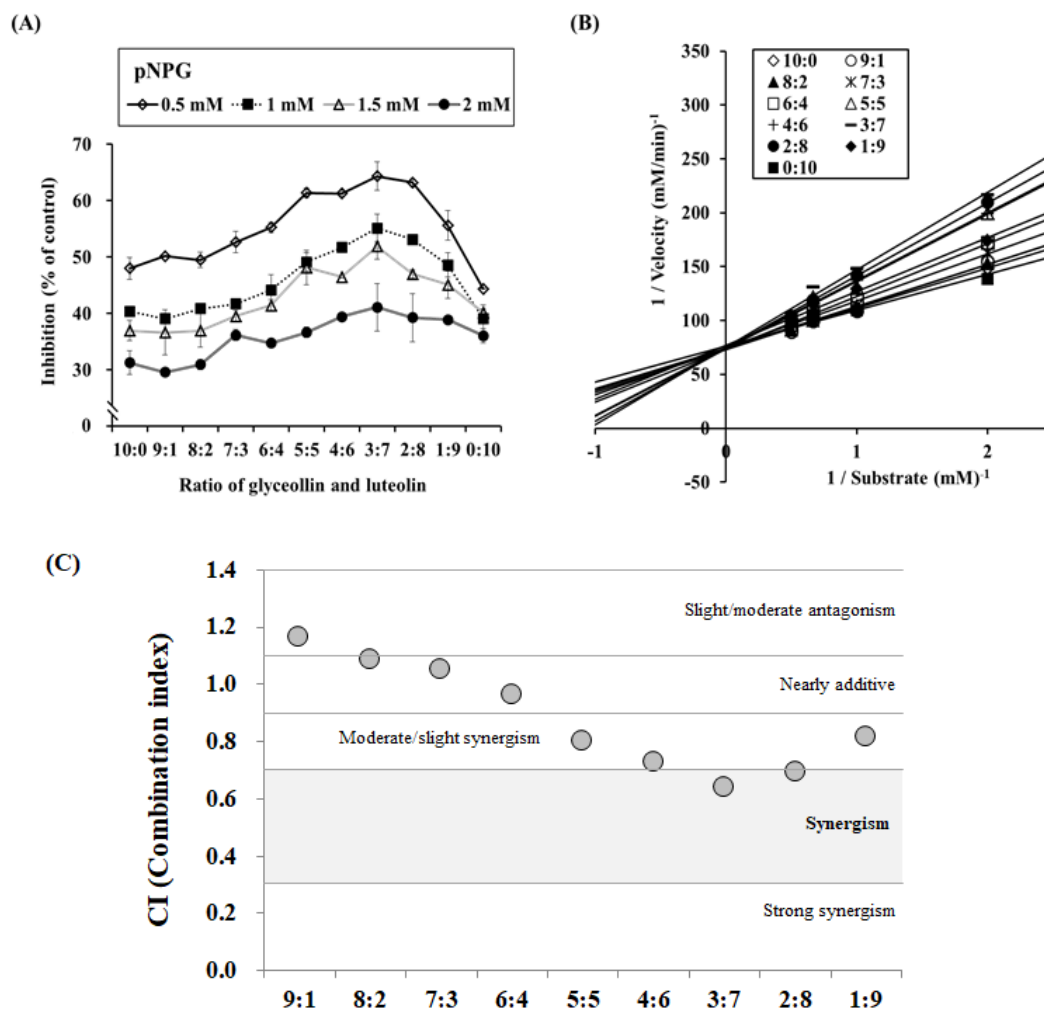 (A)
pNPG
0.5 mM 1 mM 1.5 mM 2 mM
70
60
50
40
30
0
Inhibition (% of control)
10:0 9:1 8:2 7:3 6:4 5:5 4:6 3:7 2:8 1:9 0:10
Ratio of glyceollin and luteolin
(B)
10:0 9:1
8:2 7:3
6:4 5:5
4:6 3:7
2:8 1:9
0:10
350
300
250
200
150
100
50
0
-50
1 / Velocity (mM/min)⁻¹
-1 0 1 2
1 / Substrate (mM)⁻¹
(C)
CI (Combination index)
1.4
1.2
1.0
0.8
0.6
0.4
0.2
0.0
Slight/moderate antagonism
Nearly additive
Moderate/slight synergism
Synergism
Strong synergism
9:1 8:2 7:3 6:4 5:5 4:6 3:7 2:8 1:9